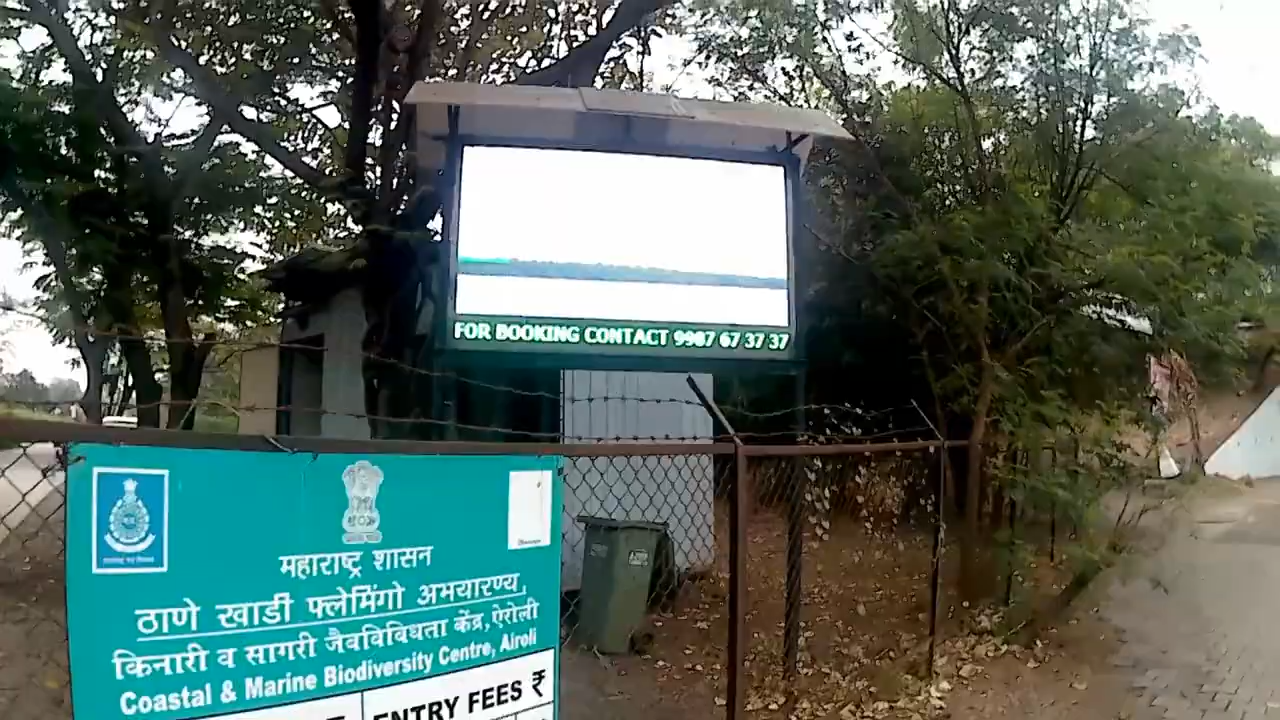 FOR BOOKING CONTACT 9987 67 37 37
महाराष्ट्र शासन
ठाणे खाडी फ्लेमिंगो अभयारण्य,
किनारी व सागरी जैवविविधता केंद्र, ऐरोली
Coastal & Marine Biodiversity Centre, Airoli
ENTRY FEES ₹